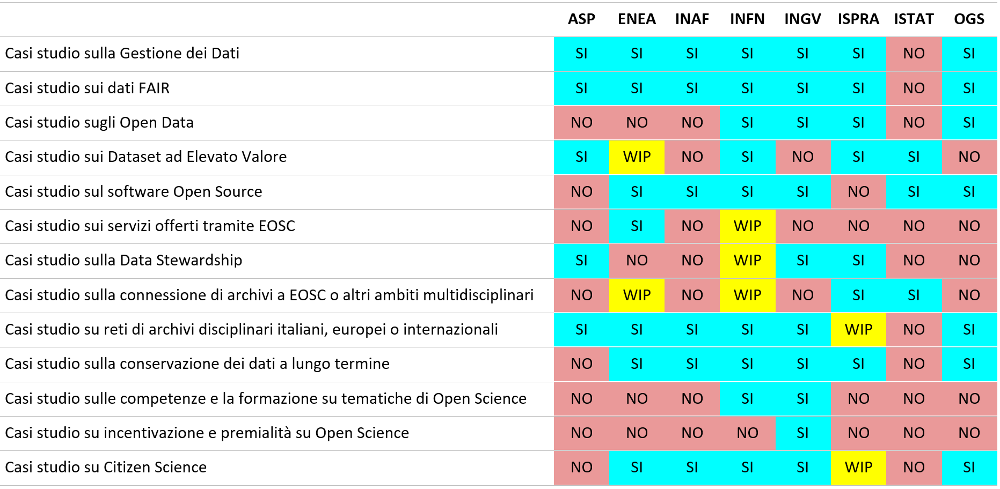 ASP ENEA INAF INFN INGV ISPRA ISTAT OGS
Casi studio sulla Gestione dei Dati SI SI SI SI SI SI NO SI
Casi studio sui dati FAIR SI SI SI SI SI SI NO SI
Casi studio sugli Open Data NO NO NO SI SI SI NO SI
Casi studio sui Dataset ad Elevato Valore SI WIP NO SI NO SI SI NO
Casi studio sul software Open Source NO SI SI SI SI NO SI SI
Casi studio sui servizi offerti tramite EOSC NO SI NO WIP NO NO NO NO
Casi studio sulla Data Stewardship SI NO NO WIP SI SI NO NO
Casi studio sulla connessione di archivi a EOSC o altri ambiti multidisciplinari NO WIP NO WIP NO SI SI NO
Casi studio su reti di archivi disciplinari italiani, europei o internazionali SI SI SI SI SI WIP NO SI
Casi studio sulla conservazione dei dati a lungo termine NO SI SI SI SI SI NO SI
Casi studio sulle competenze e la formazione su tematiche di Open Science NO NO NO SI SI NO NO NO
Casi studio su incentivazione e premialità su Open Science NO NO NO NO SI NO NO NO
Casi studio su Citizen Science NO SI SI SI SI WIP NO SI